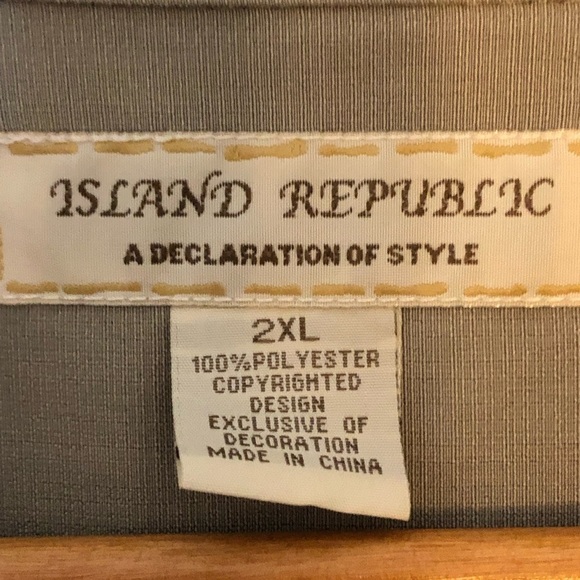 ISLAND REPUBLIC
A DECLARATION OF STYLE
2XL
100%POLYESTER
COPYRIGHTED
DESIGN
EXCLUSIVE OF
DECORATION
MADE IN CHINA